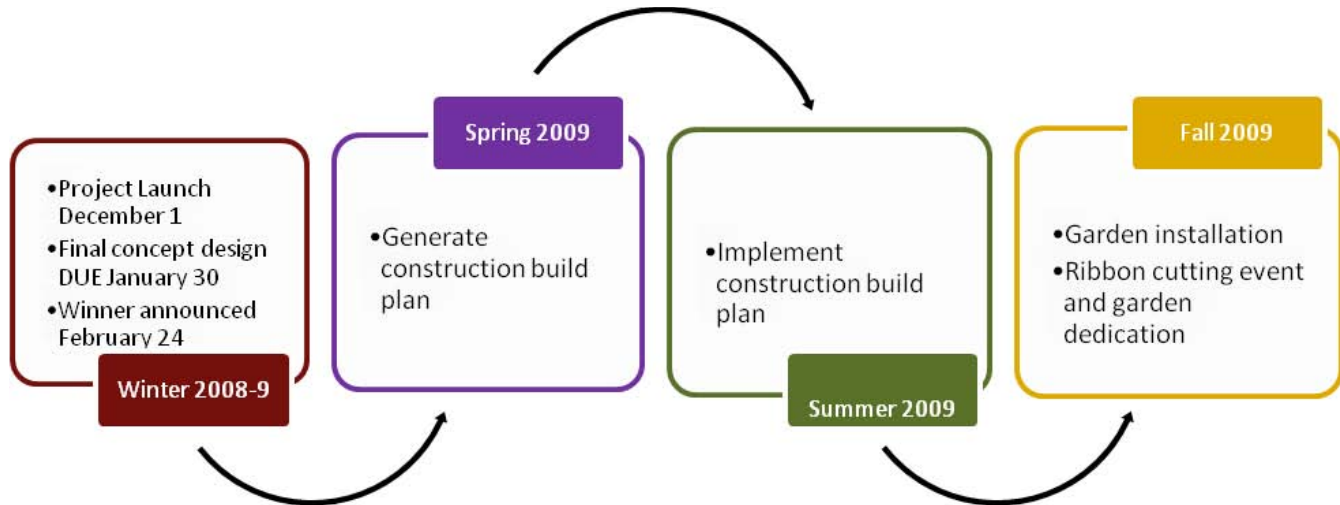 •Project Launch
December 1
•Final concept design
DUE January 30
•Winner announced
February 24
Winter 2008-9
Spring 2009
•Generate
construction build
plan
•Implement
construction build
plan
Summer 2009
Fall 2009
•Garden installation
•Ribbon cutting event
and garden
dedication